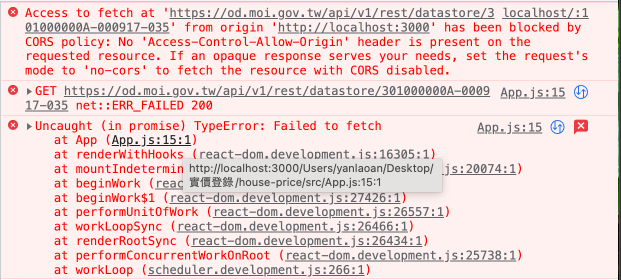 Access to fetch at 'https://od.moi.gov.tw/api/v1/rest/datastore/3 localhost/:1
01000000A-000917-035' from origin 'http://localhost:3000' has been blocked by
CORS policy: No 'Access-Control-Allow-Origin' header is present on the
requested resource. If an opaque response serves your needs, set the request's
mode to 'no-cors' to fetch the resource with CORS disabled.
GET https://od.moi.gov.tw/api/v1/rest/datastore/301000000A-0009 App.js:15
17-035 net::ERR_FAILED 200
Uncaught (in promise) TypeError: Failed to fetch App.js:15
at App (App.js:15:1)
at renderWithHooks (react-dom.development.js:16305:1)
at mountIndetermin elopment.js:20074:1)
http://localhost:3000/Users/yanlaoan/Desktop/
實價登錄/house-price/src/App.js:15:1
at beginWork (
at beginWork$1 (react-dom.development.js:27426:1)
at performUnitOfWork (react-dom.development.js:26557:1)
at workLoopSync (react-dom.development.js:26466:1)
at renderRootSync (react-dom.development.js:26434:1)
at performConcurrentWorkOnRoot (react-dom.development.js:25738:1)
at workLoop (scheduler.development.js:266:1)